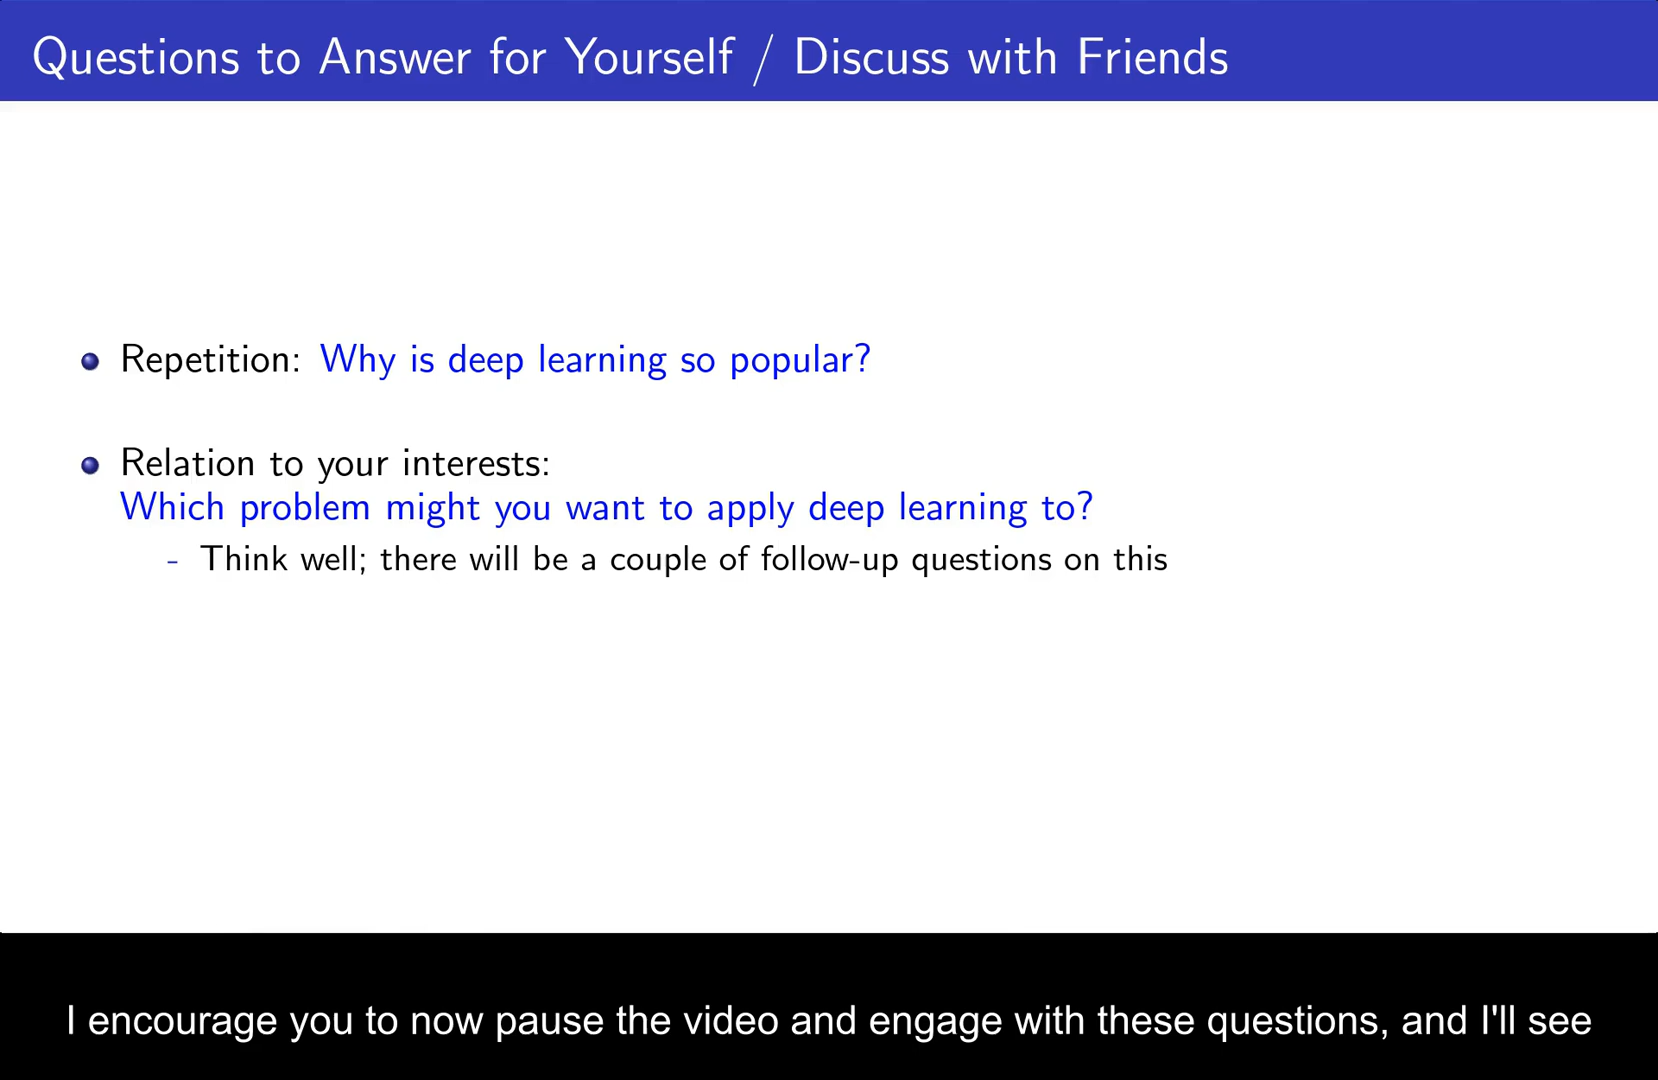 Questions to Answer for Yourself / Discuss with Friends
Repetition: Why is deep learning so popular?
Relation to your interests:
Which problem might you want to apply deep learning to?
- Think well; there will be a couple of follow-up questions on this
I encourage you to now pause the video and engage with these questions, and I'll see